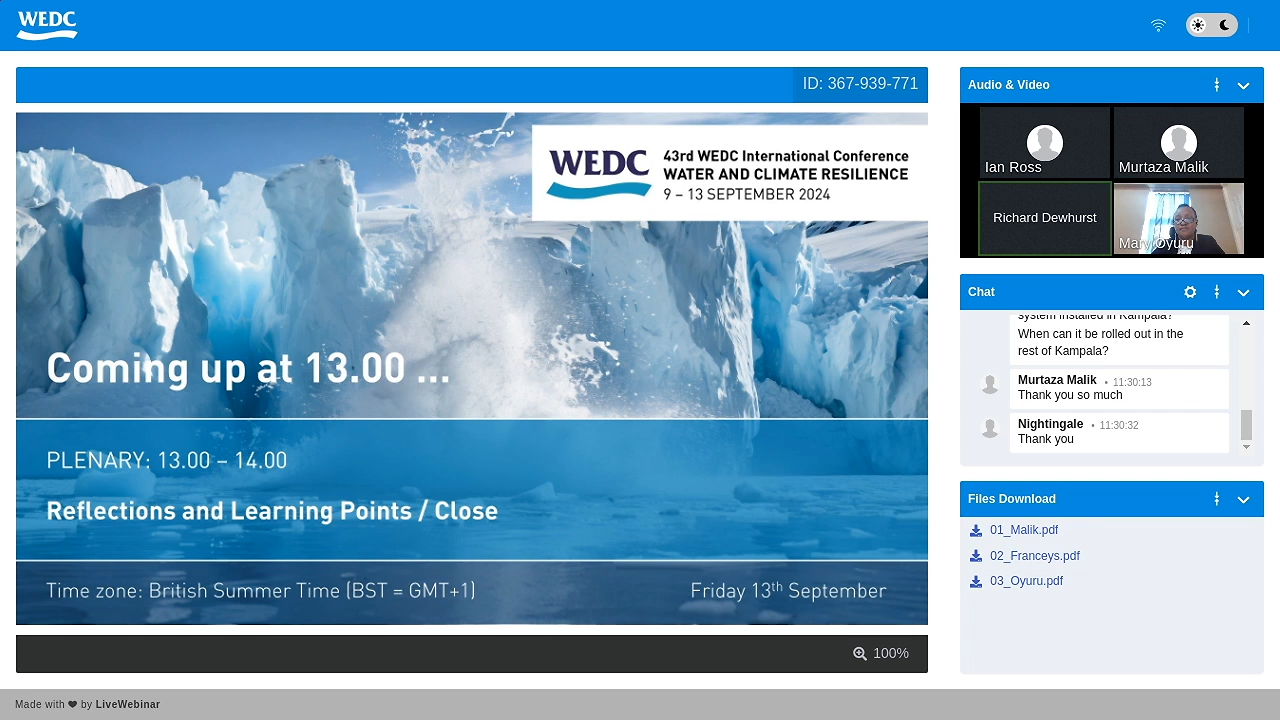 WEDC
ID: 367-939-771
WEDC
43rd WEDC International Conference
WATER AND CLIMATE RESILIENCE
9 – 13 SEPTEMBER 2024
Coming up at 13.00 ...
PLENARY: 13.00 – 14.00
Reflections and Learning Points / Close
Time zone: British Summer Time (BST = GMT+1)
Friday 13th September
100%
Audio & Video
Ian Ross
Murtaza Malik
Richard Dewhurst
Mary Oyuru
Chat
system installed in Kampala?
When can it be rolled out in the
rest of Kampala?
Murtaza Malik • 11:30:13
Thank you so much
Nightingale • 11:30:32
Thank you
Files Download
01_Malik.pdf
02_Franceys.pdf
03_Oyuru.pdf
Made with ❤ by LiveWebinar